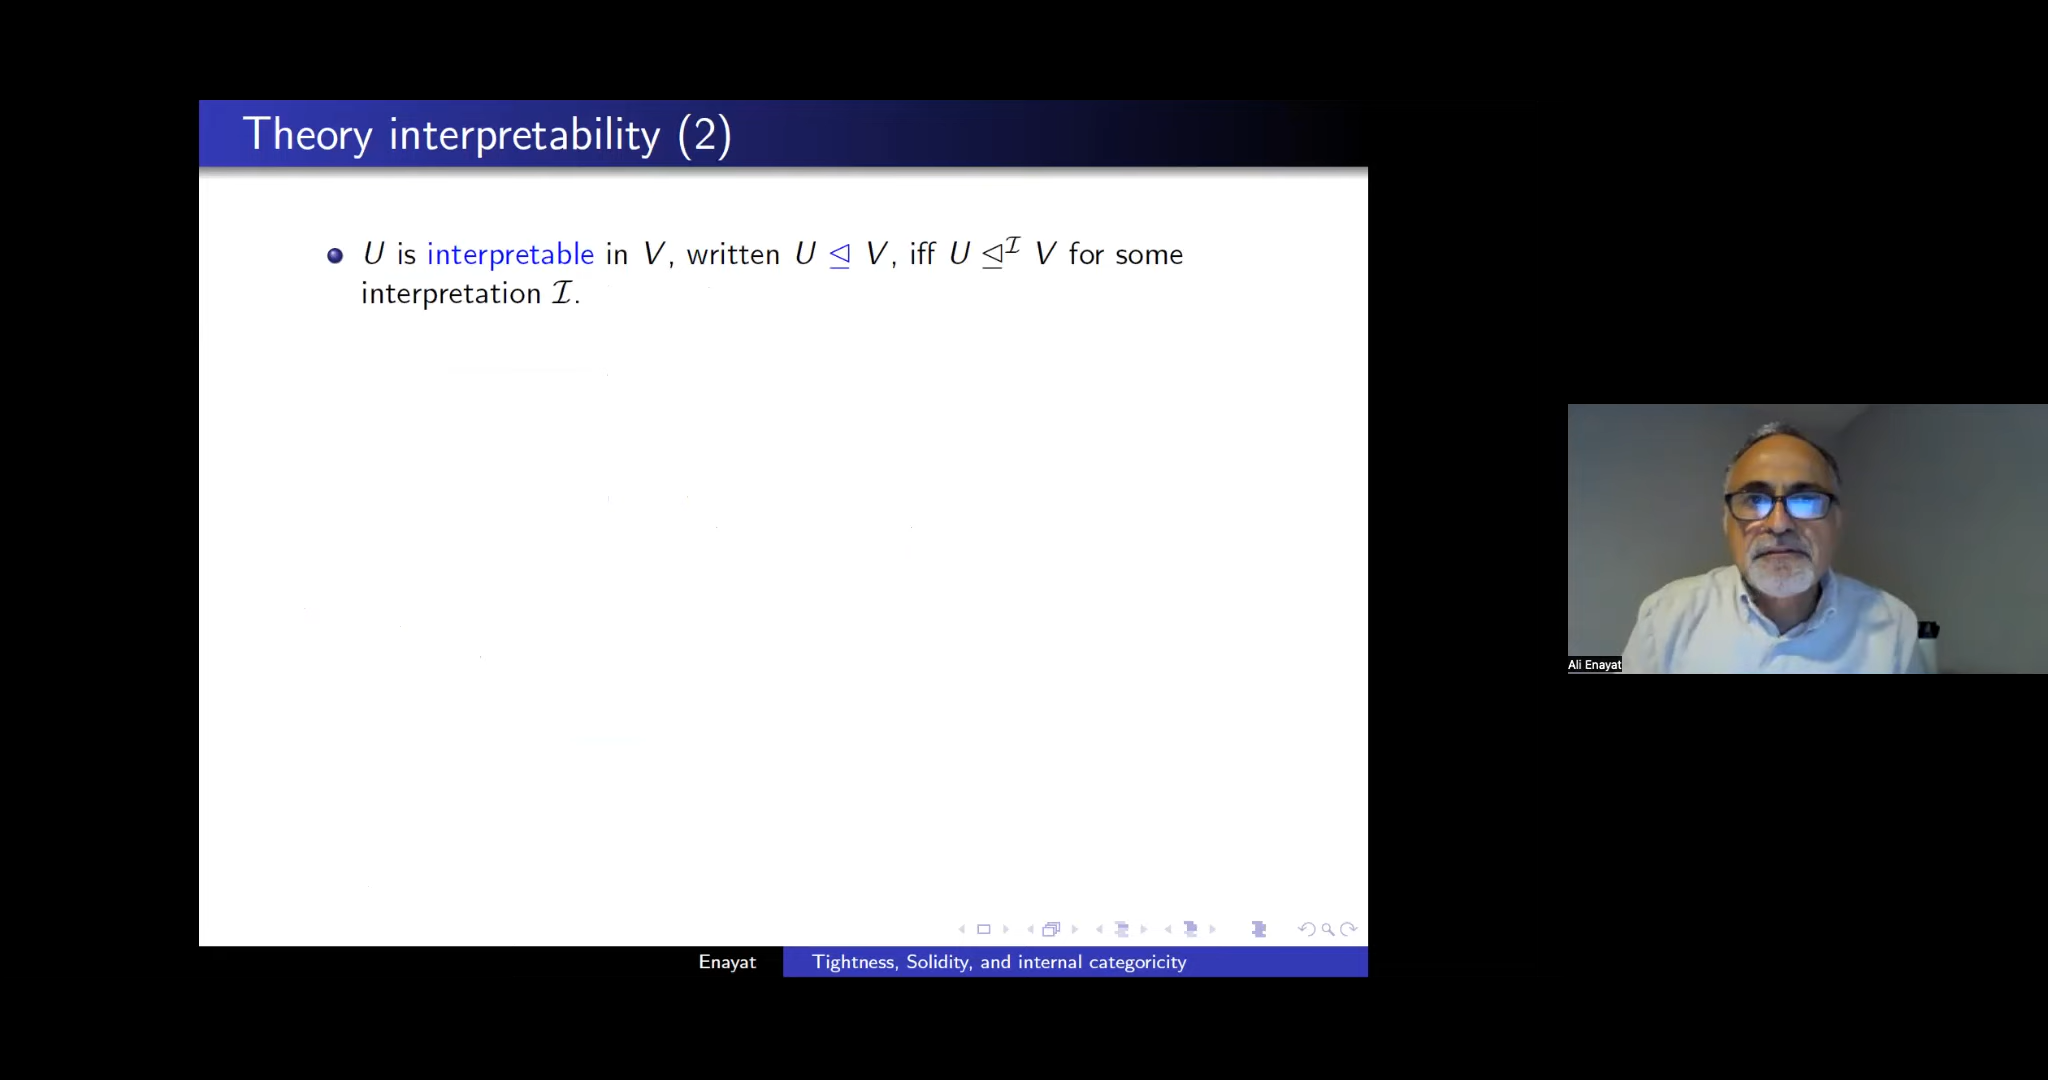 Theory interpretability (2)
U is interpretable in V, written U ⊴ V, iff U ⊴^ℐ V for some
interpretation ℐ.
Ali Enayat
Enayat
Tightness, Solidity, and internal categoricity